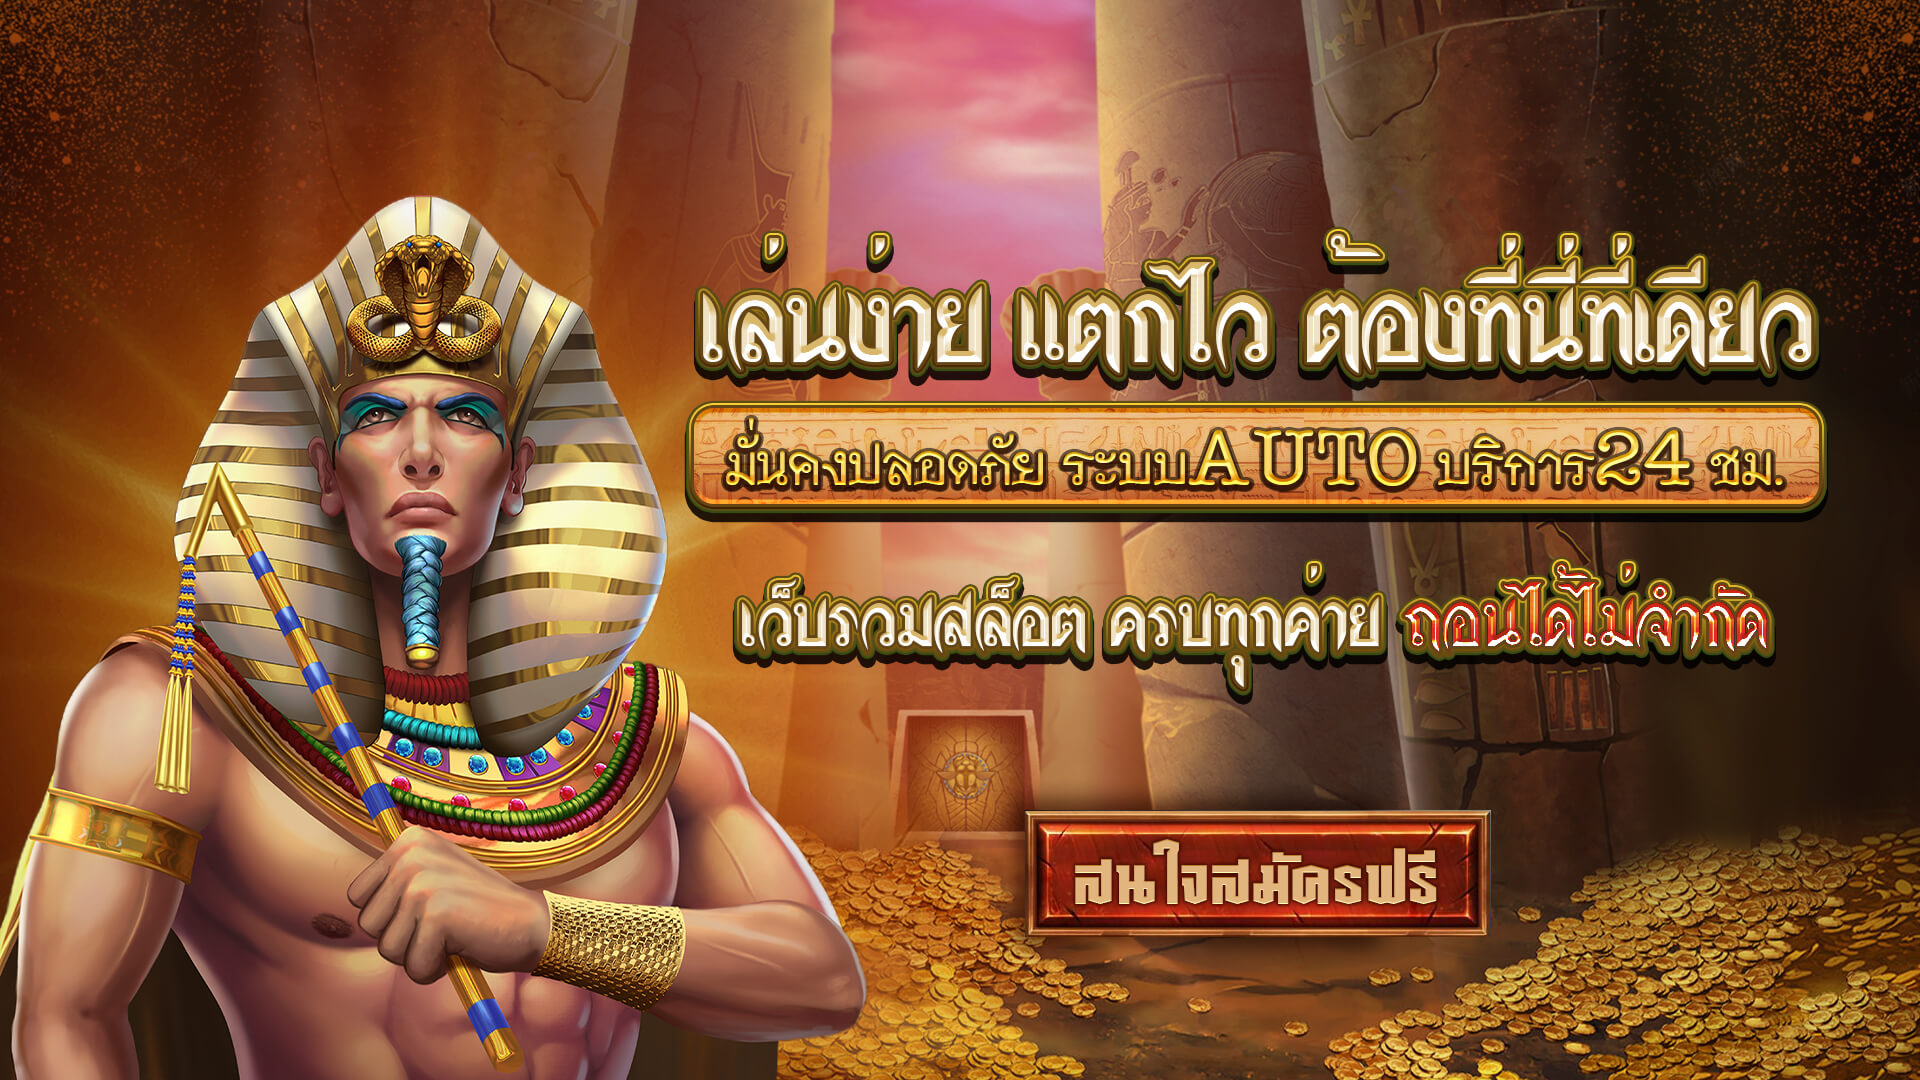 เล่นง่าย แตกไว ต้องที่นี่ที่เดียว
มั่นคงปลอดภัย ระบบAUTO บริการ24 ชม.
เว็บรวมสล็อต ครบทุกค่าย ถอนได้ไม่จำกัด
สนใจสมัครฟรี